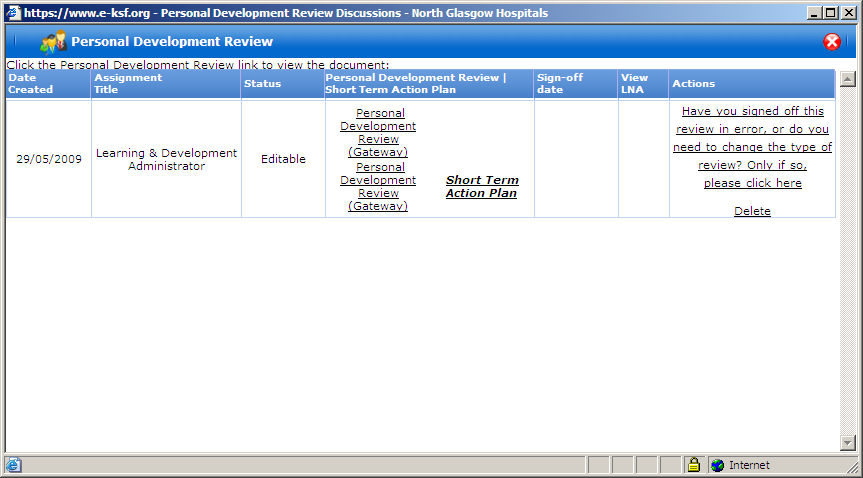 https://www.e-ksf.org - Personal Development Review Discussions - North Glasgow Hospitals
Personal Development Review
Click the Personal Development Review link to view the document:
Date
Created
Assignment
Title
Status
Personal Development Review |
Short Term Action Plan
Sign-off
date
View
LNA
Actions
29/05/2009
Learning & Development
Administrator
Editable
Personal
Development
Review
(Gateway)
Personal
Development
Review
(Gateway)
Short Term
Action Plan
Have you signed off this
review in error, or do you
need to change the type of
review? Only if so,
please click here
Delete
Internet